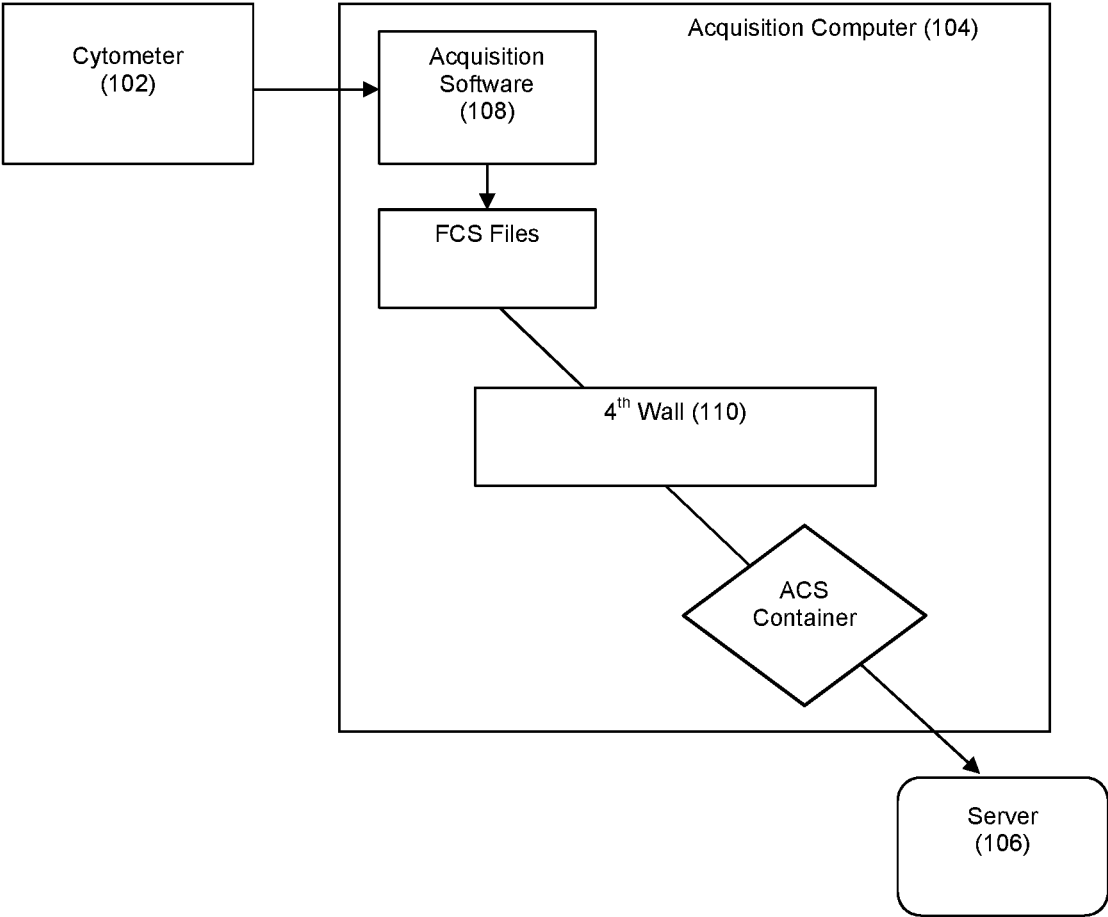 Cytometer
(102)
Acquisition Computer (104)
Acquisition
Software
(108)
FCS Files
4th Wall (110)
ACS
Container
Server
(106)